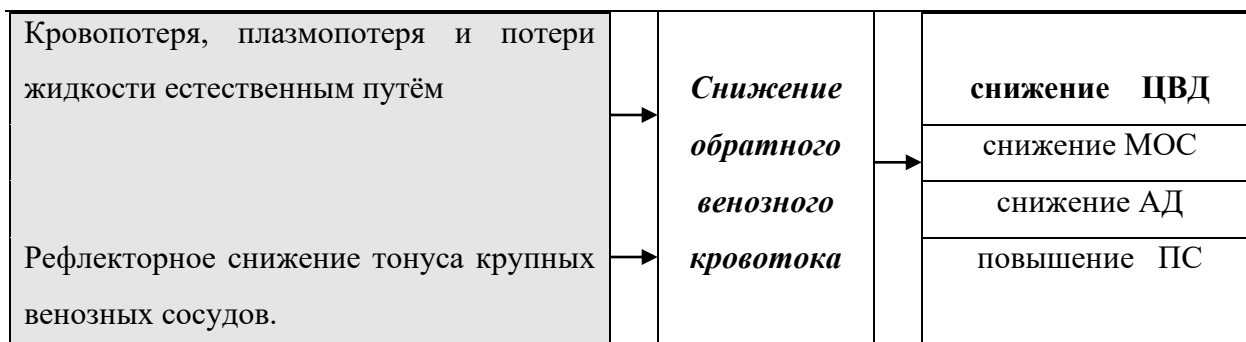 Кровопотеря, плазмопотеря и потери
жидкости естественным путём
Рефлекторное снижение тонуса крупных
венозных сосудов.
Снижение
обратного
венозного
кровотока
снижение ЦВД
снижение МОС
снижение АД
повышение ПС